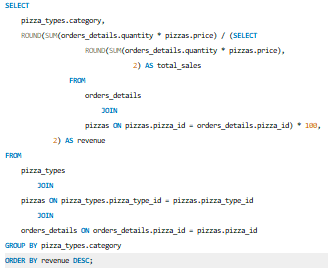 SELECT
pizza_types.category,
ROUND(SUM(orders_details.quantity * pizzas.price) / (SELECT
ROUND(SUM(orders_details.quantity * pizzas.price),
2) AS total_sales
FROM
orders_details
JOIN
pizzas ON pizzas.pizza_id = orders_details.pizza_id) * 100,
2) AS revenue
FROM
pizza_types
JOIN
pizzas ON pizza_types.pizza_type_id = pizzas.pizza_type_id
JOIN
orders_details ON orders_details.pizza_id = pizzas.pizza_id
GROUP BY pizza_types.category
ORDER BY revenue DESC;